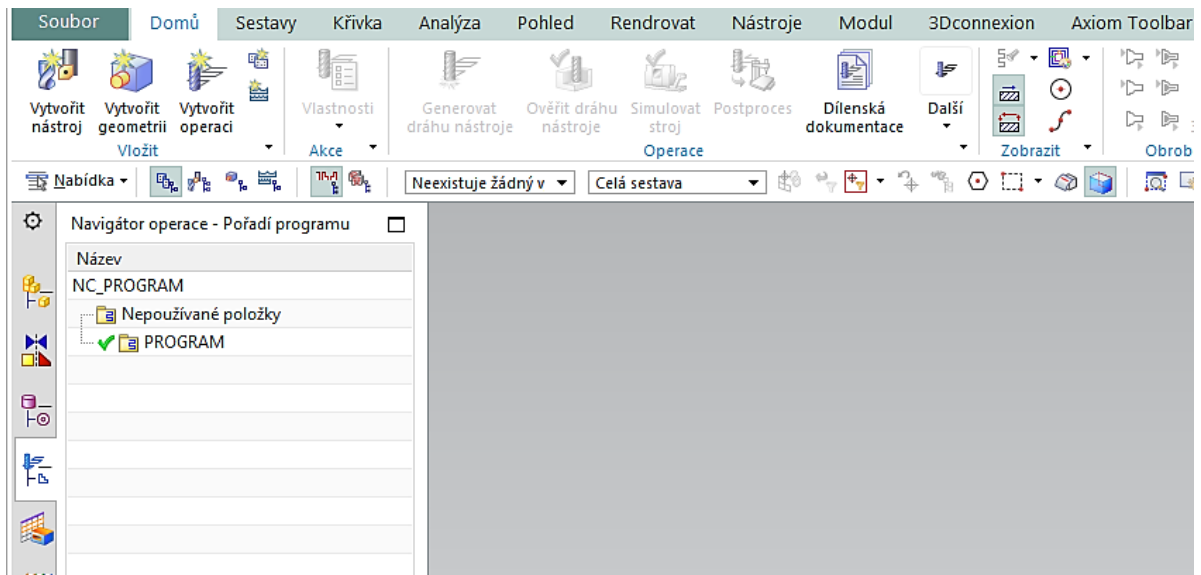 Soubor Domů Sestavy Křivka Analýza Pohled Rendrovat Nástroje Modul 3Dconnexion Axiom Toolbar
Vytvořit nástroj
Vytvořit geometrii
Vytvořit operaci
Vlastnosti
Generovat dráhu nástroje
Ověřit dráhu nástroje
Simulovat stroj
Postproces
Dílenská dokumentace
Další
Vložit Akce Operace Zobrazit Obrob
Nabídka Neexistuje žádný v Celá sestava
Navigátor operace - Pořadí programu
Název
NC_PROGRAM
Nepoužívané položky
PROGRAM